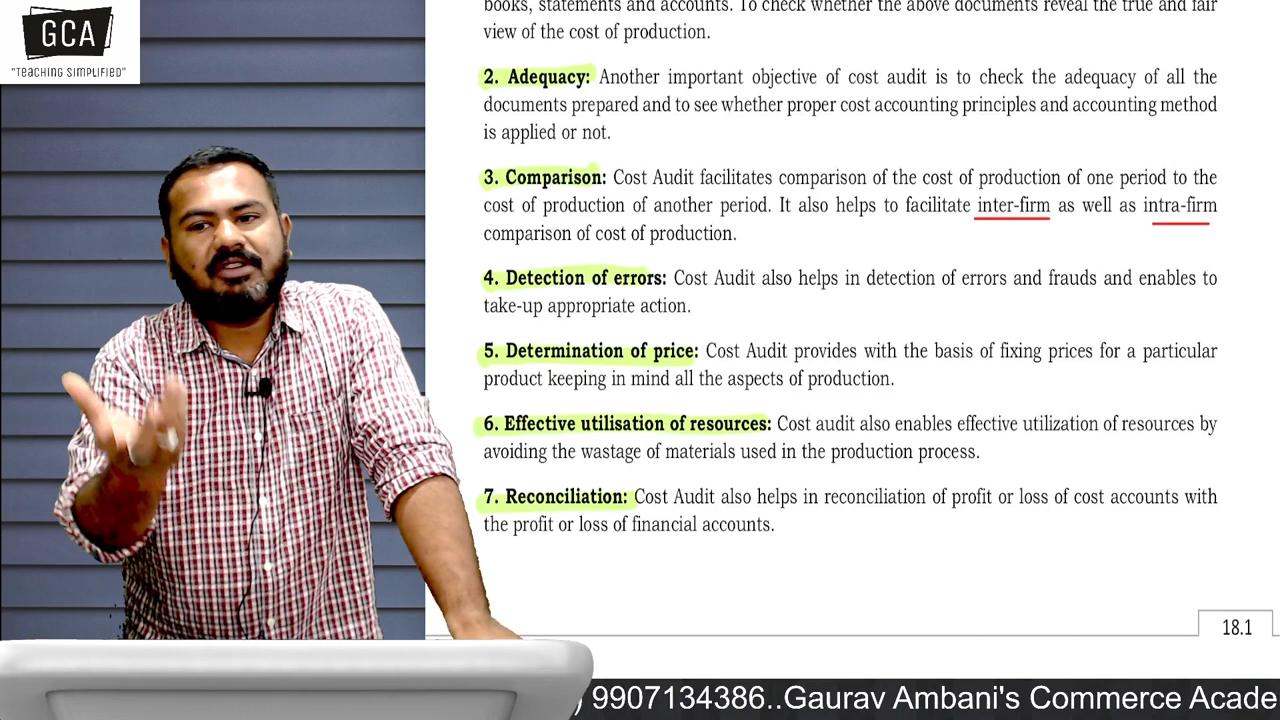 GCA
"TEACHING SIMPLIFIED"
books, statements and accounts. To check whether the above documents reveal the true and fair
view of the cost of production.
2. Adequacy: Another important objective of cost audit is to check the adequacy of all the
documents prepared and to see whether proper cost accounting principles and accounting method
is applied or not.
3. Comparison: Cost Audit facilitates comparison of the cost of production of one period to the
cost of production of another period. It also helps to facilitate inter-firm as well as intra-firm
comparison of cost of production.
4. Detection of errors: Cost Audit also helps in detection of errors and frauds and enables to
take-up appropriate action.
5. Determination of price: Cost Audit provides with the basis of fixing prices for a particular
product keeping in mind all the aspects of production.
6. Effective utilisation of resources: Cost audit also enables effective utilization of resources by
avoiding the wastage of materials used in the production process.
7. Reconciliation: Cost Audit also helps in reconciliation of profit or loss of cost accounts with
the profit or loss of financial accounts.
18.1
) 9907134386..Gaurav Ambani's Commerce Acade